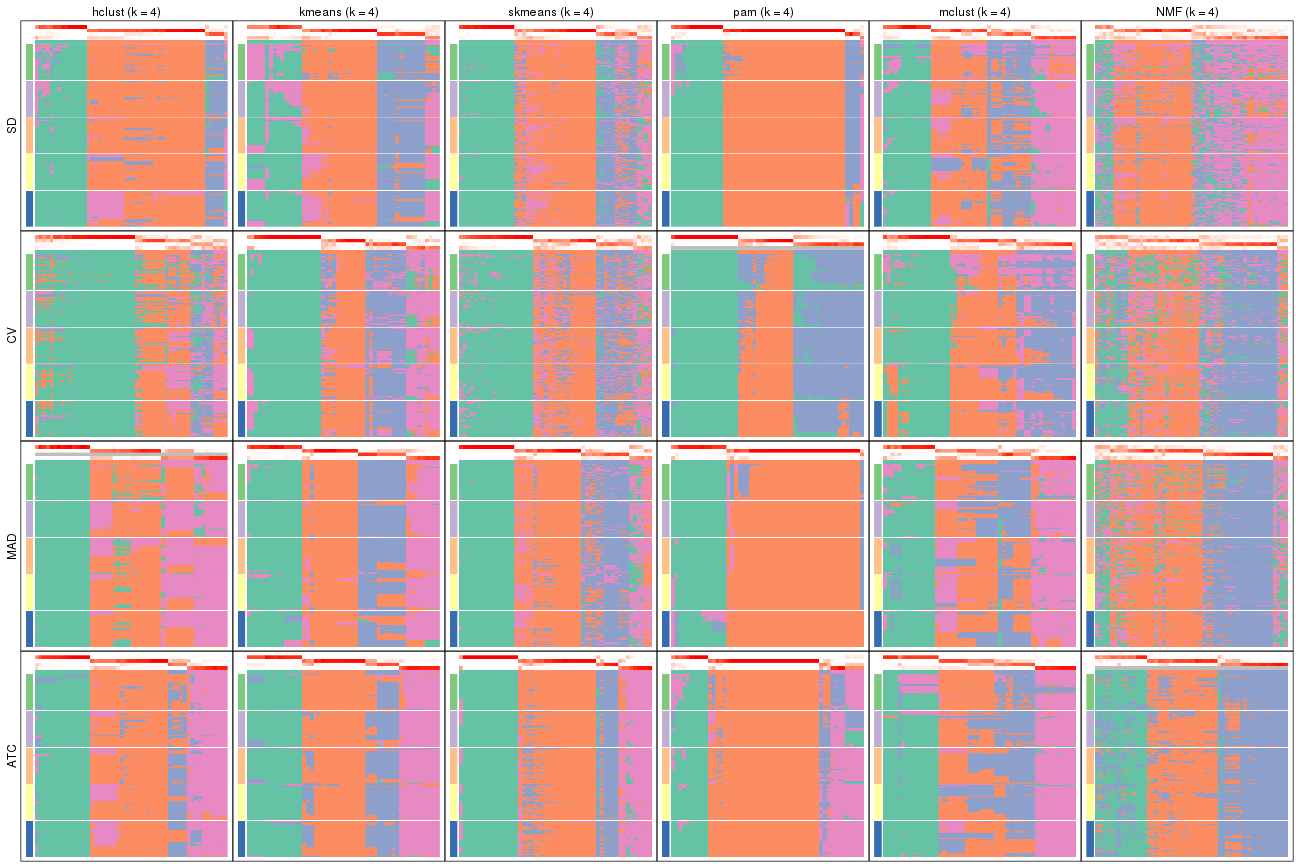 hclust (k = 4) kmeans (k = 4) skmeans (k = 4) pam (k = 4) mclust (k = 4) NMF (k = 4)
SD
CV
MAD
ATC